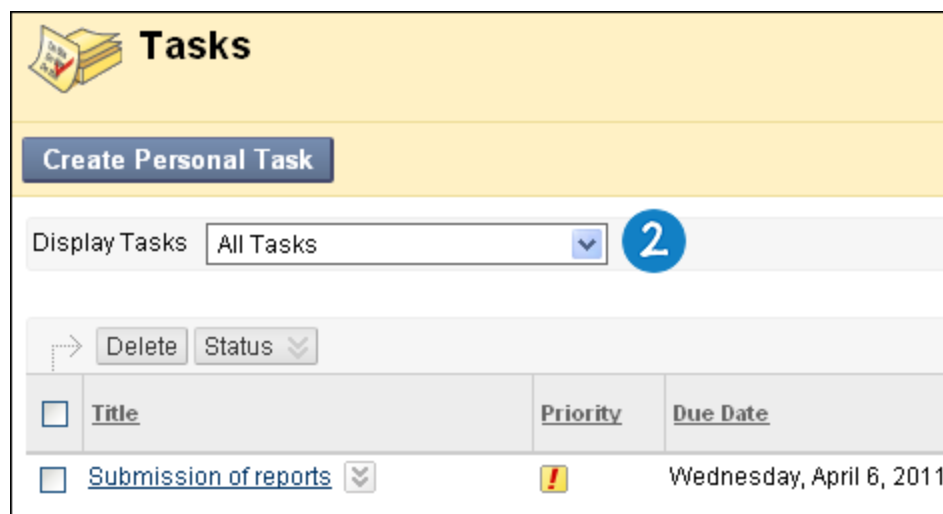 Tasks
Create Personal Task
Display Tasks All Tasks 2
Delete Status
Title Priority Due Date
Submission of reports ! Wednesday, April 6, 2011